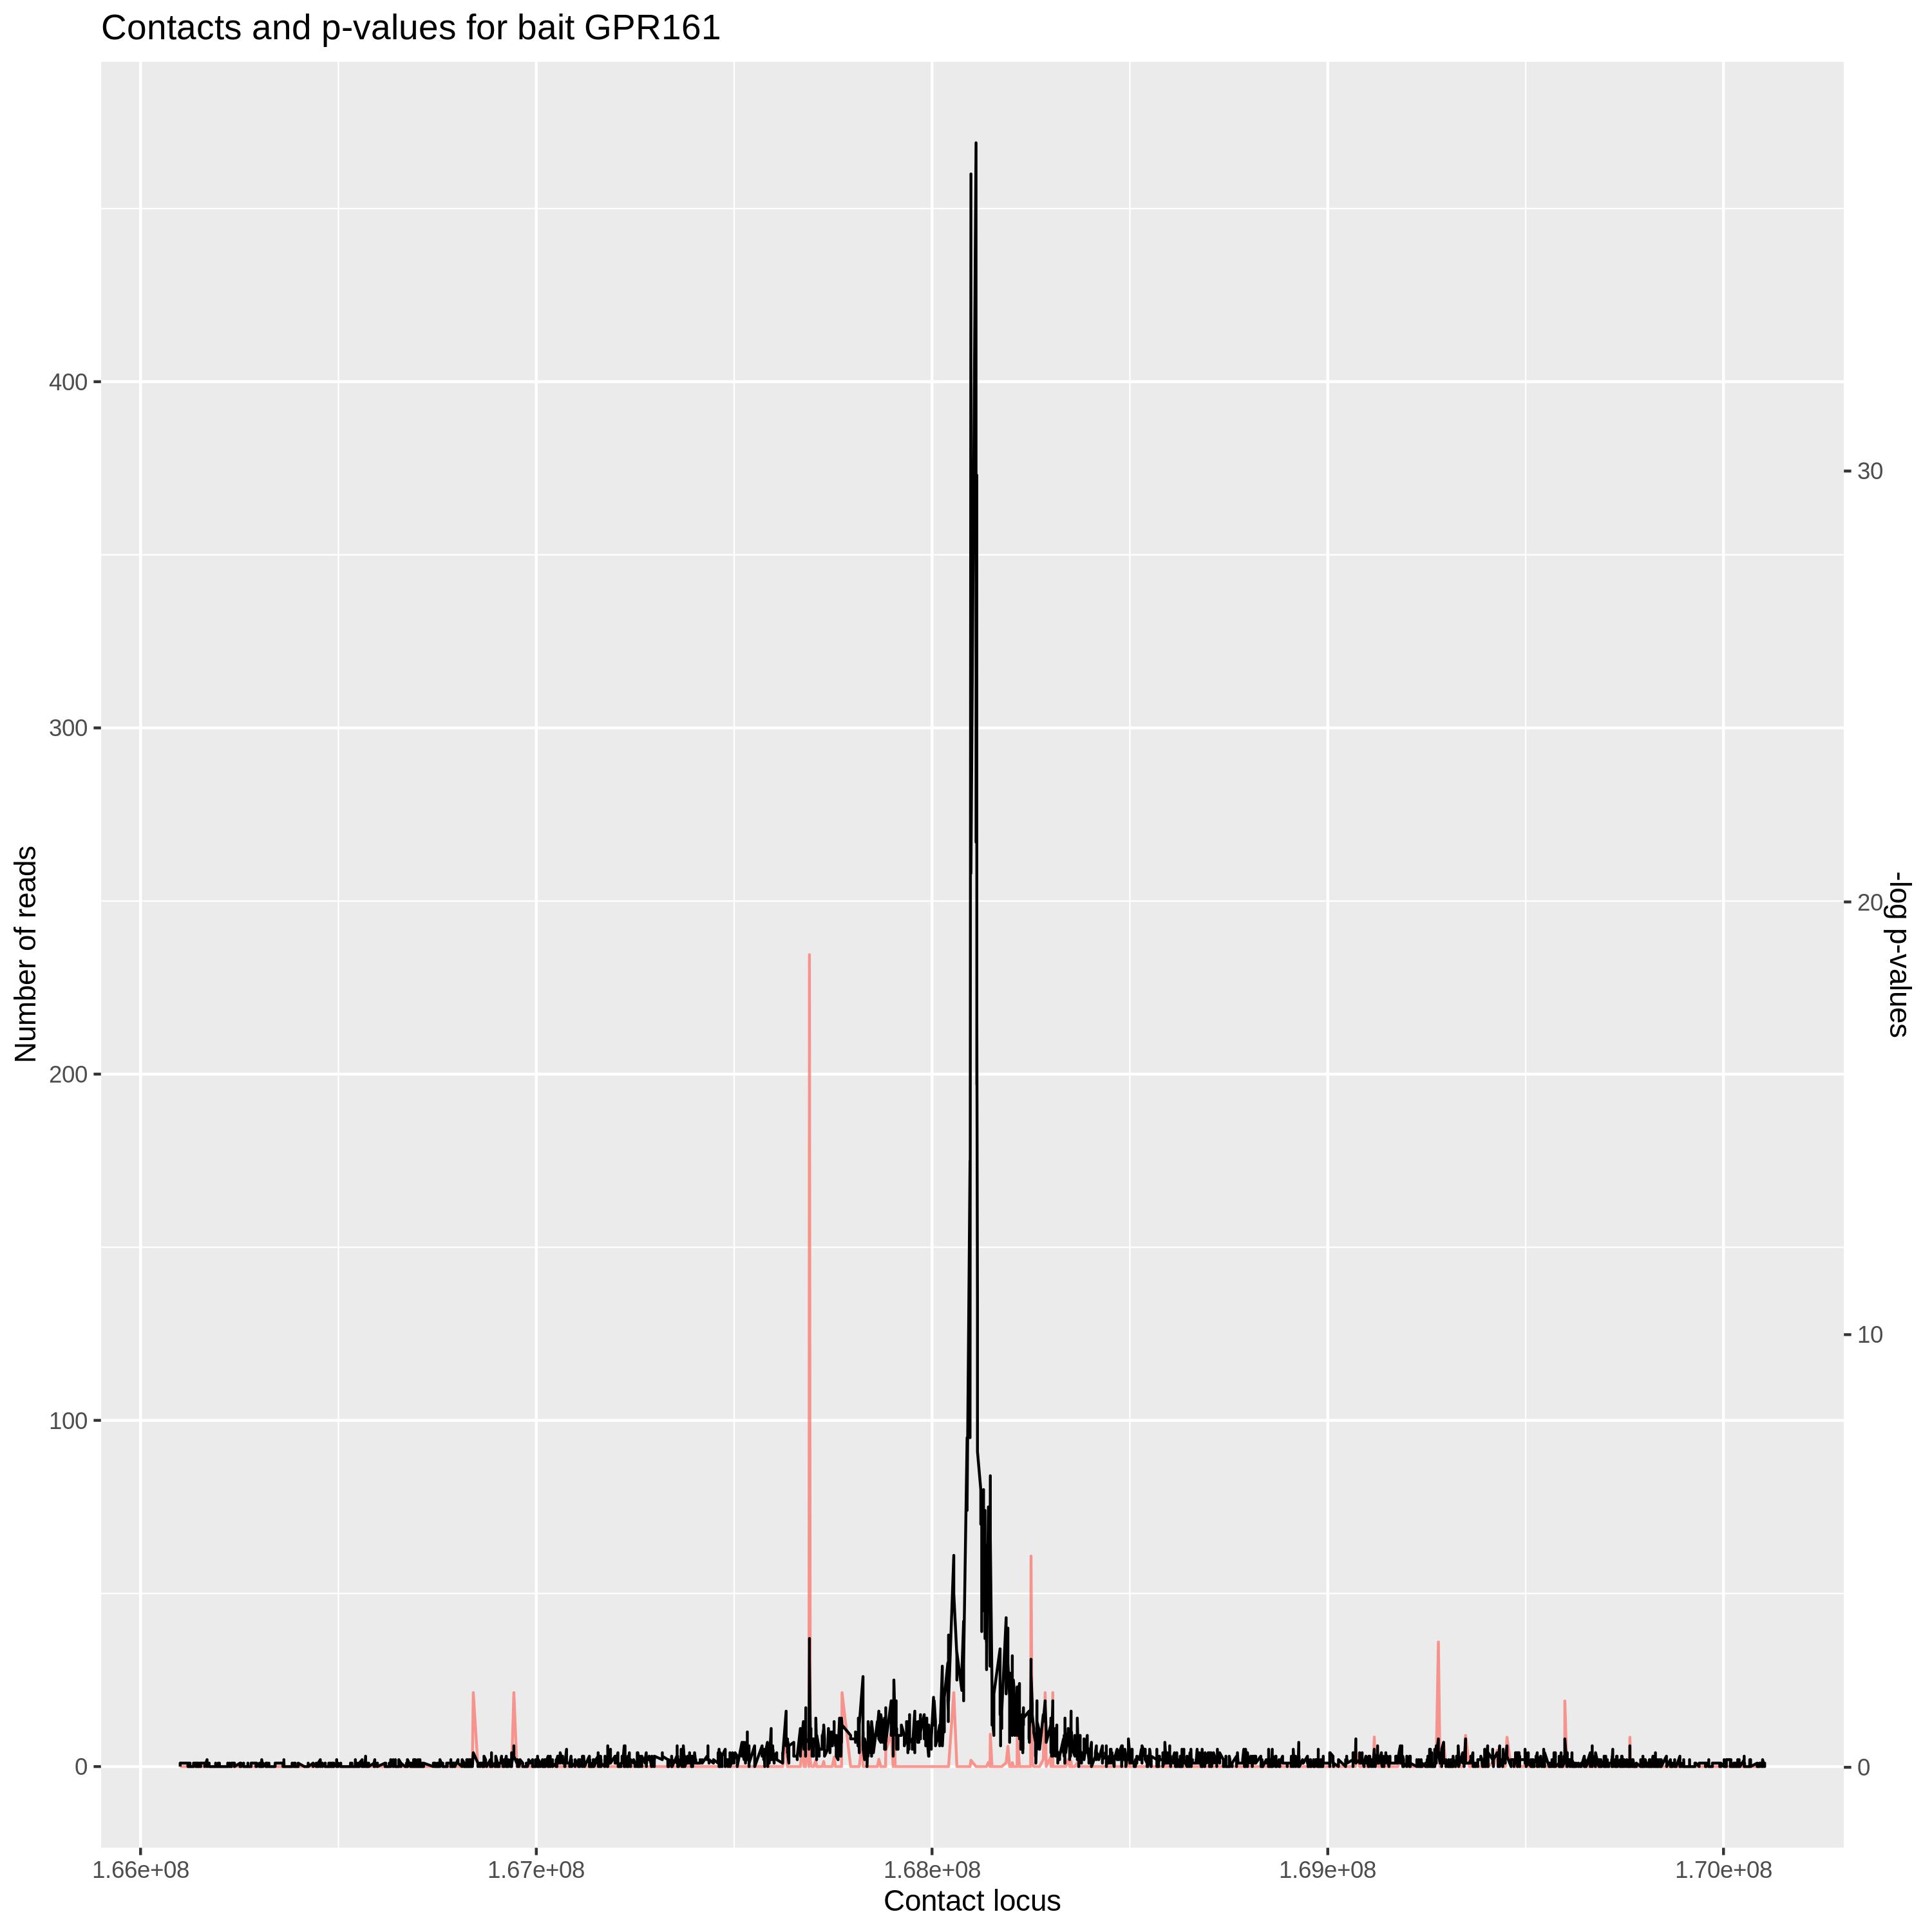 Contacts and p-values for bait GPR161
Number of reads
400
300
200
100
0
30
20
10
0
-log p-values
1.66e+08
1.67e+08
1.68e+08
1.69e+08
1.70e+08
Contact locus